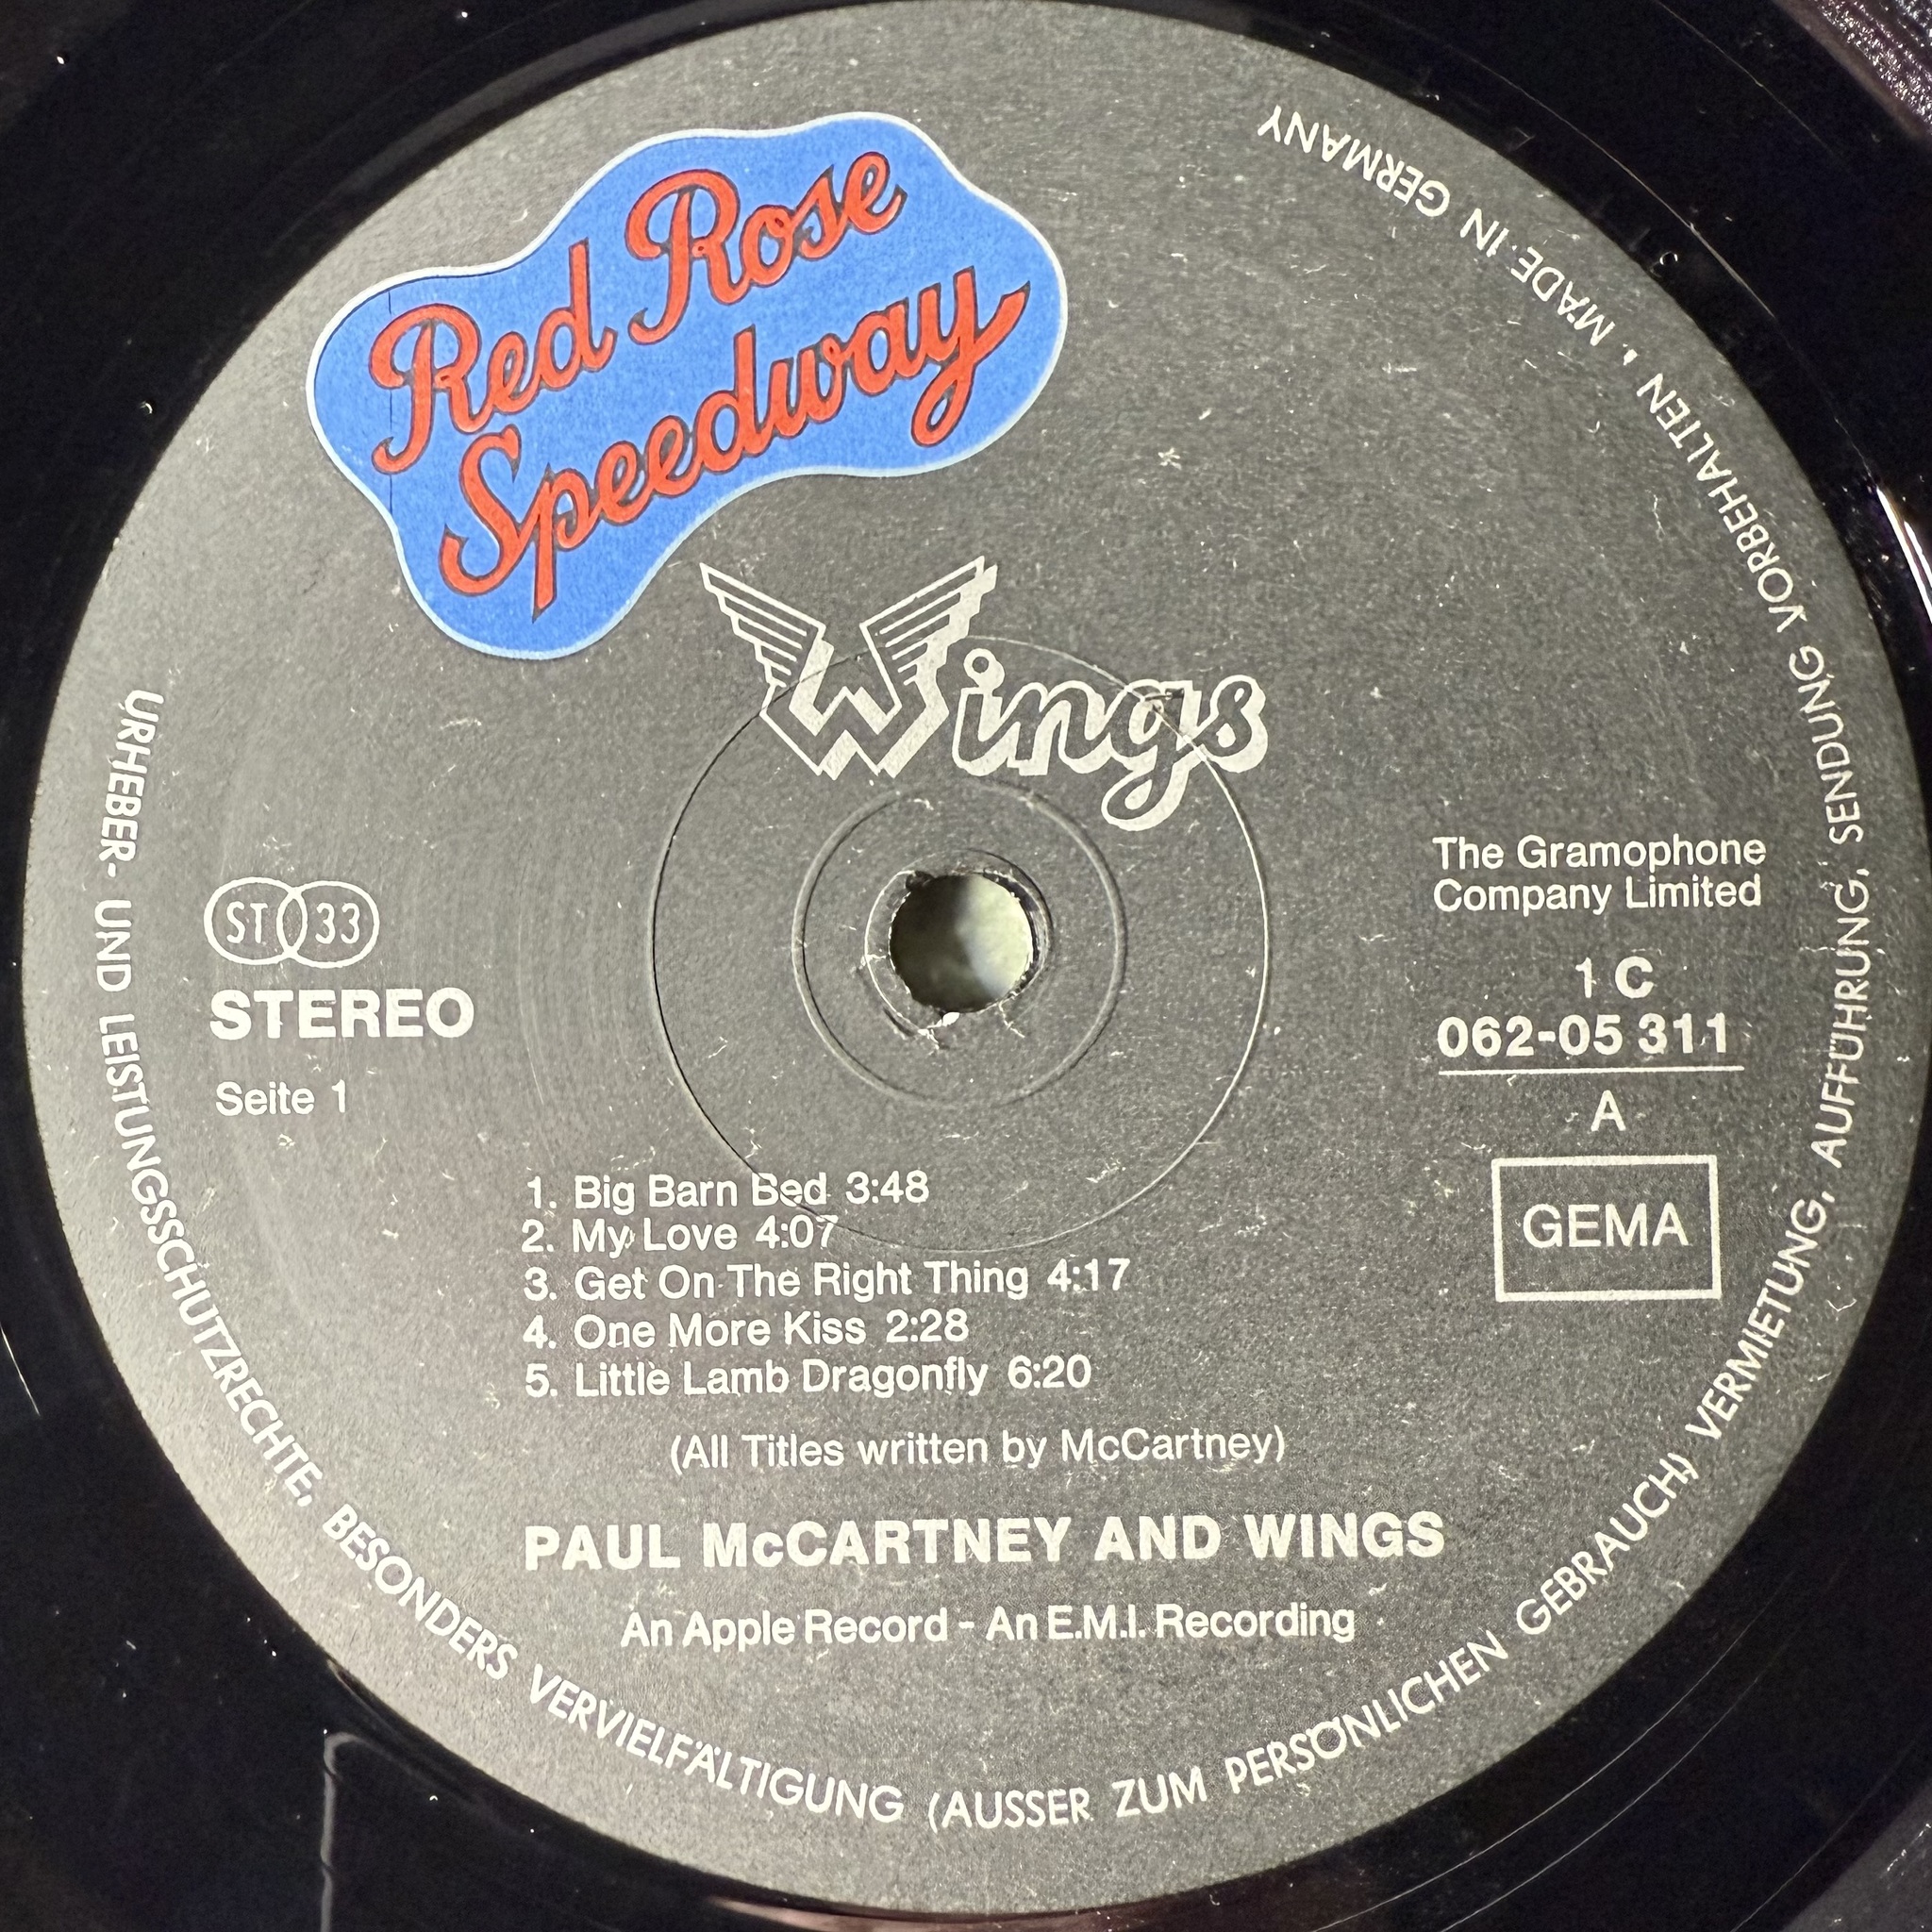 Red Rose
Speedway
Wings
ST 33
STEREO
Seite 1
The Gramophone
Company Limited
1 C
062-05 311
A
GEMA
1. Big Barn Bed 3:48
2. My Love 4:07
3. Get On The Right Thing 4:17
4. One More Kiss 2:28
5. Little Lamb Dragonfly 6:20
(All Titles written by McCartney)
PAUL McCARTNEY AND WINGS
An Apple Record - An E.M.I. Recording
URHEBER- UND LEISTUNGSSCHUTZRECHTE, BESONDERS VERVIELFÄLTIGUNG (AUSSER ZUM PERSÖNLICHEN GEBRAUCH) VERMIETUNG, AUFFÜHRUNG, SENDUNG VORBEHALTEN , MADE IN GERMANY